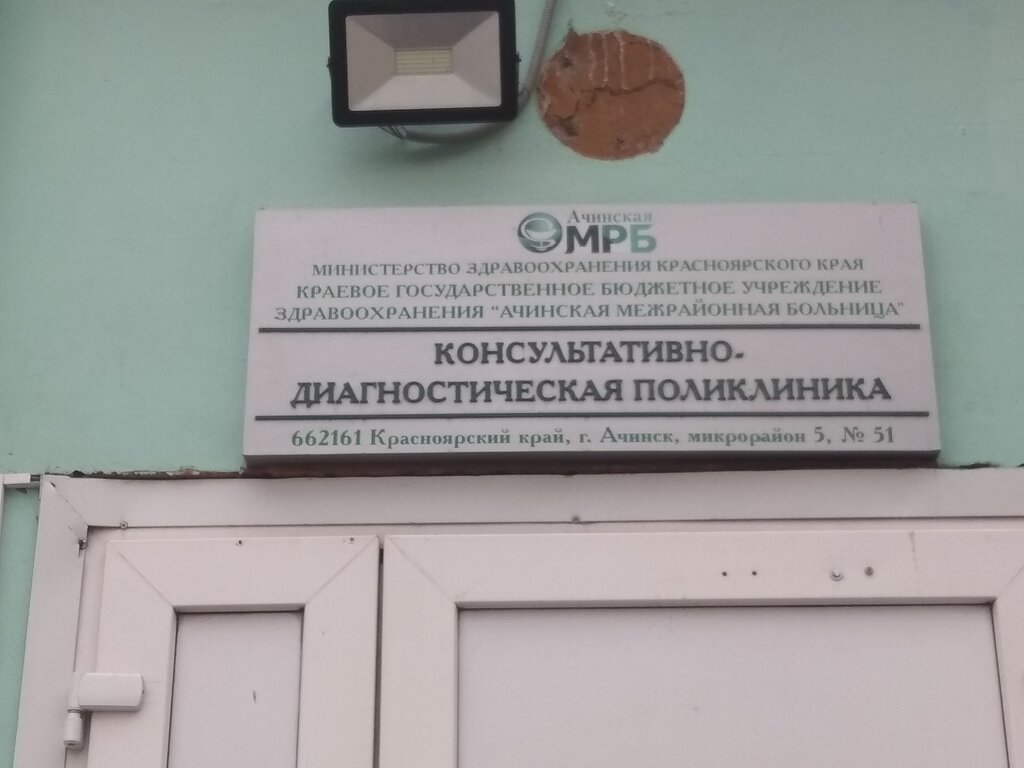 Ачинская
МРБ
МИНИСТЕРСТВО ЗДРАВООХРАНЕНИЯ КРАСНОЯРСКОГО КРАЯ
КРАЕВОЕ ГОСУДАРСТВЕННОЕ БЮДЖЕТНОЕ УЧРЕЖДЕНИЕ
ЗДРАВООХРАНЕНИЯ "АЧИНСКАЯ МЕЖРАЙОННАЯ БОЛЬНИЦА"
КОНСУЛЬТАТИВНО-
ДИАГНОСТИЧЕСКАЯ ПОЛИКЛИНИКА
662161 Красноярский край, г. Ачинск, микрорайон 5, № 51